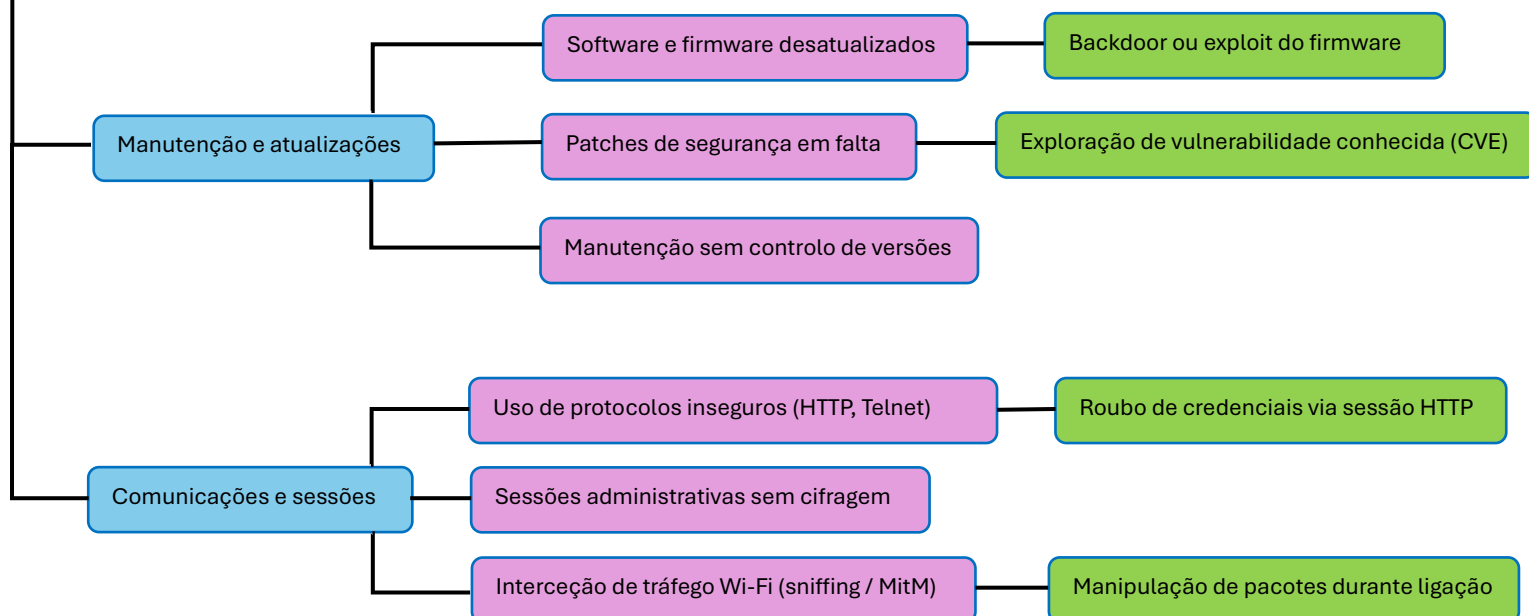 Software e firmware desatualizados
Backdoor ou exploit do firmware
Manutenção e atualizações
Patches de segurança em falta
Exploração de vulnerabilidade conhecida (CVE)
Manutenção sem controlo de versões
Uso de protocolos inseguros (HTTP, Telnet)
Roubo de credenciais via sessão HTTP
Comunicações e sessões
Sessões administrativas sem cifragem
Interceção de tráfego Wi-Fi (sniffing / MitM)
Manipulação de pacotes durante ligação